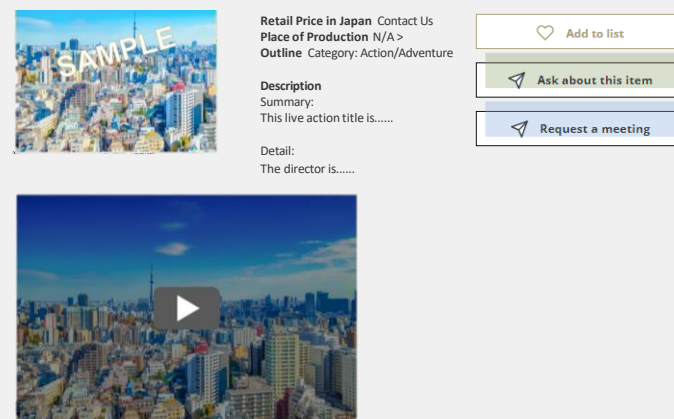 SAMPLE
Retail Price in Japan Contact Us
Place of Production N/A >
Outline Category: Action/Adventure
Description
Summary:
This live action title is......
Detail:
The director is......
Add to list
Ask about this item
Request a meeting